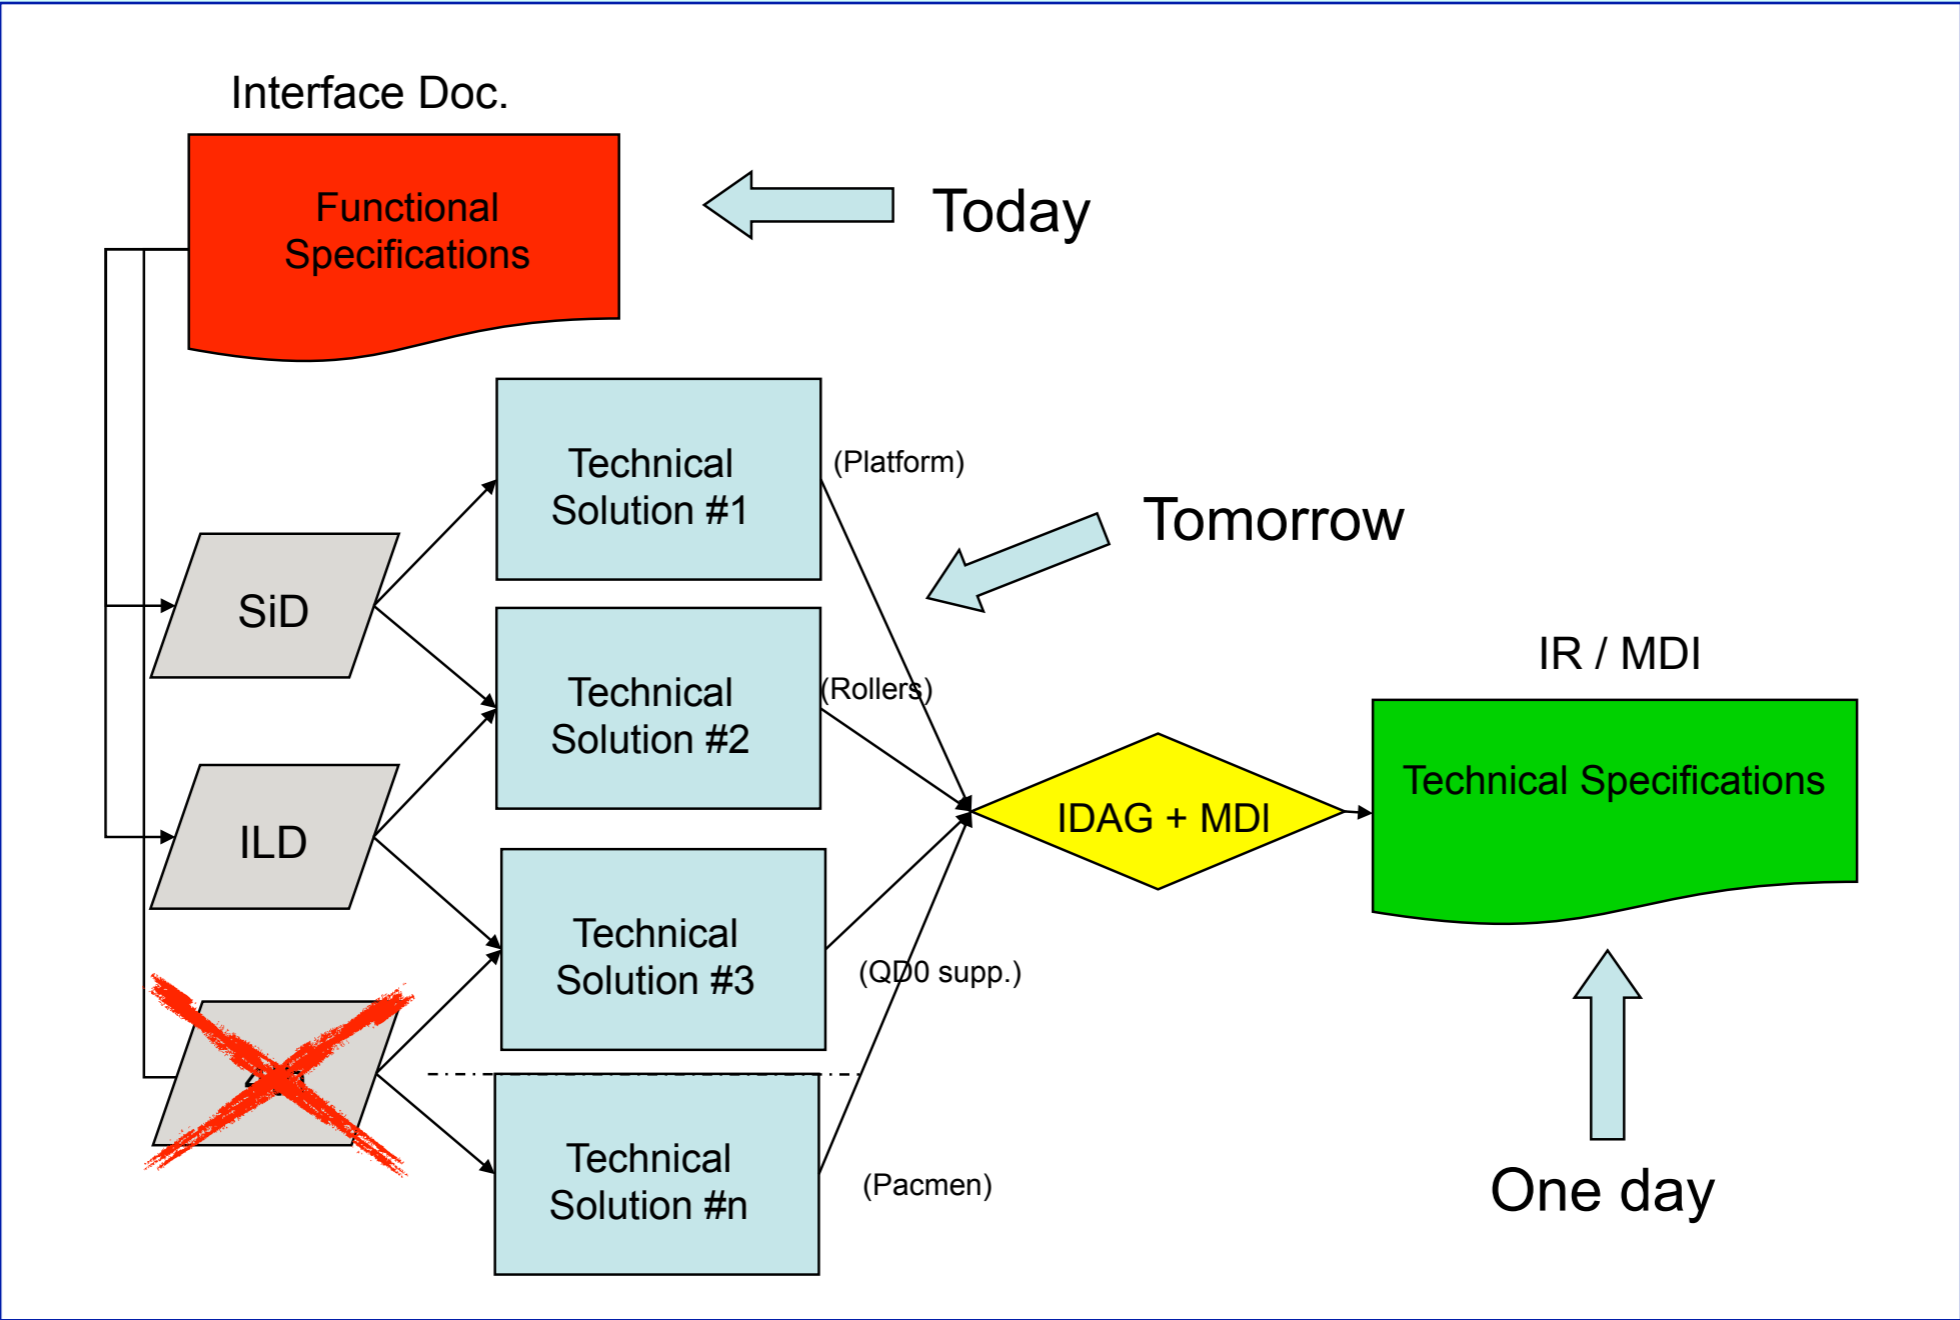 Interface Doc.
Functional
Specifications
Today
Technical
Solution #1
(Platform)
Tomorrow
SiD
Technical
Solution #2
(Rollers)
IR / MDI
Technical Specifications
IDAG + MDI
ILD
Technical
Solution #3
(QD0 supp.)
Technical
Solution #n
(Pacmen)
One day